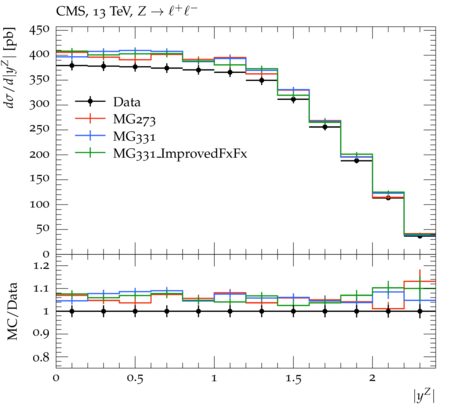 CMS, 13 TeV, Z → ℓ⁺ℓ⁻
dσ/d|y^Z| [pb]
450
400
350
300
250
200
150
100
50
0
Data
MG273
MG331
MG331_ImprovedFxFx
MC/Data
1.2
1.1
1
0.9
0.8
0 0.5 1 1.5 2
|y^Z|